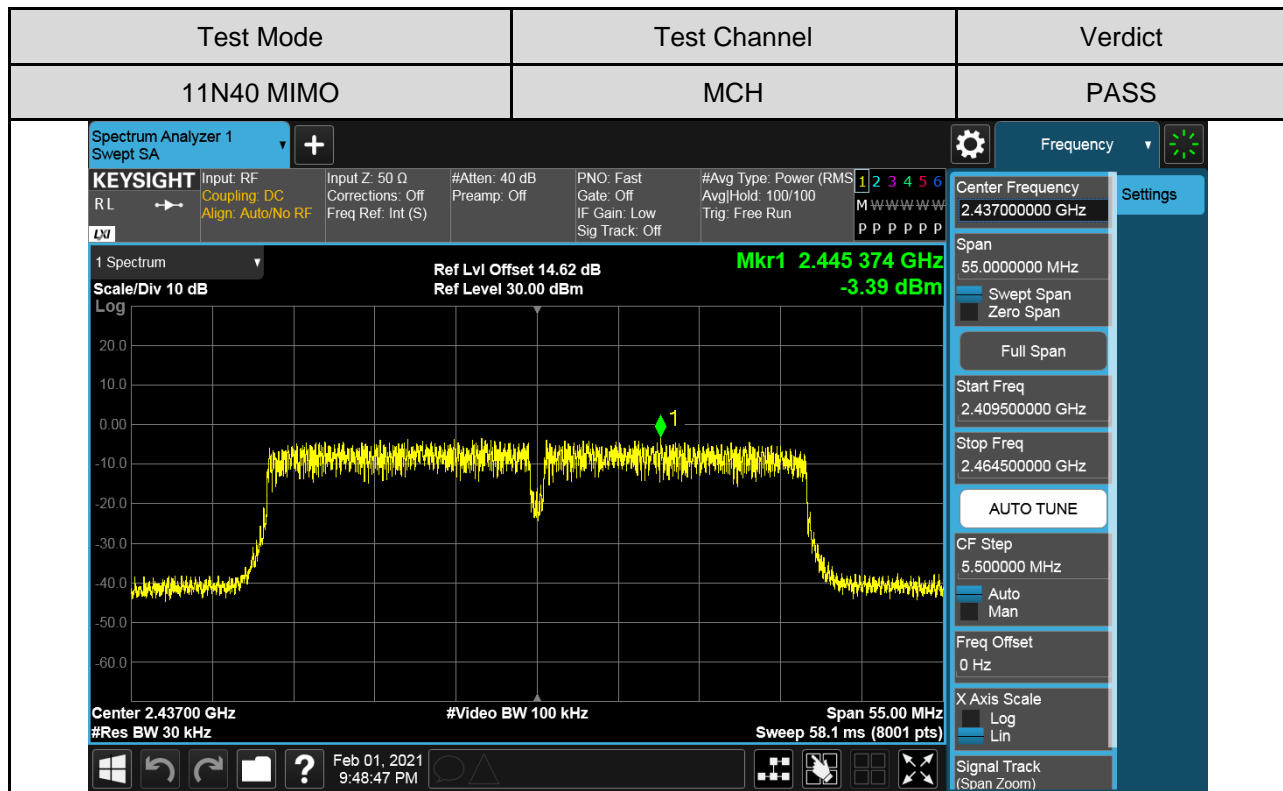 Test Mode Test Channel Verdict
11N40 MIMO MCH PASS
Spectrum Analyzer 1
Swept SA
+
Frequency
KEYSIGHT
R L
LXI
Input: RF
Coupling: DC
Align: Auto/No RF
Input Z: 50 Ω
Corrections: Off
Freq Ref: Int (S)
#Atten: 40 dB
Preamp: Off
PNO: Fast
Gate: Off
IF Gain: Low
Sig Track: Off
#Avg Type: Power (RMS
Avg|Hold: 100/100
Trig: Free Run
1 2 3 4 5 6
M W W W W W
P P P P P P
1 Spectrum
Scale/Div 10 dB
Log
Ref Lvl Offset 14.62 dB
Ref Level 30.00 dBm
Mkr1 2.445 374 GHz
-3.39 dBm
20.0
10.0
0.00
-10.0
-20.0
-30.0
-40.0
-50.0
-60.0
1
Center 2.43700 GHz
#Res BW 30 kHz
#Video BW 100 kHz
Span 55.00 MHz
Sweep 58.1 ms (8001 pts)
?
Feb 01, 2021
9:48:47 PM
Center Frequency
2.437000000 GHz
Settings
Span
55.0000000 MHz
Swept Span
Zero Span
Full Span
Start Freq
2.409500000 GHz
Stop Freq
2.464500000 GHz
AUTO TUNE
CF Step
5.500000 MHz
Auto
Man
Freq Offset
0 Hz
X Axis Scale
Log
Lin
Signal Track
(Span Zoom)